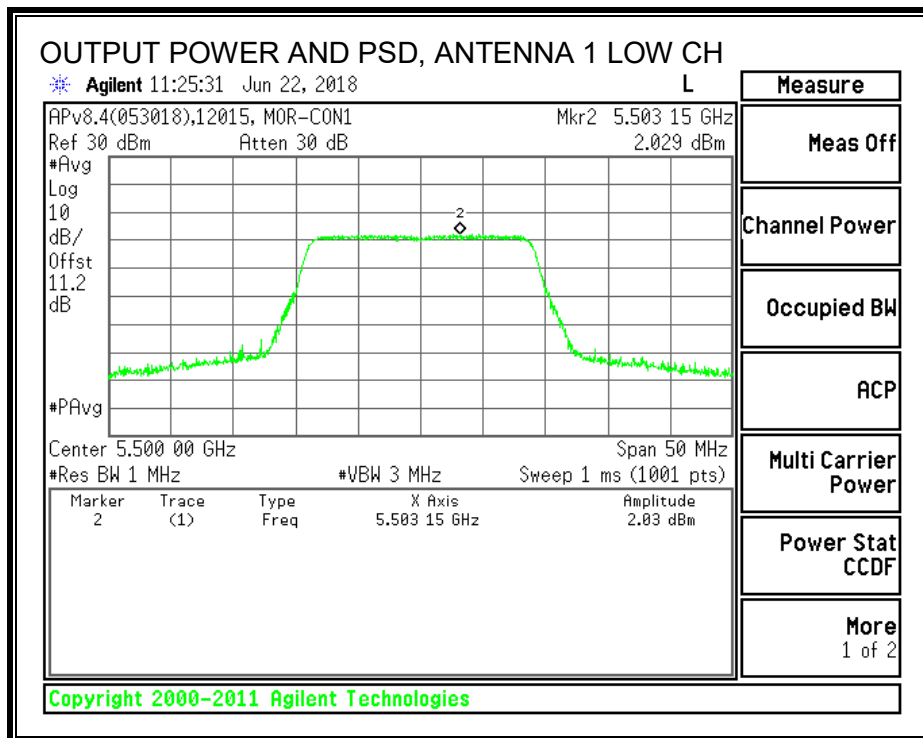 OUTPUT POWER AND PSD, ANTENNA 1 LOW CH
Agilent 11:25:31 Jun 22, 2018 L
APv8.4(053018),12015, MOR-CON1 Mkr2 5.503 15 GHz
Ref 30 dBm Atten 30 dB 2.029 dBm
#Avg
Log
10
dB/
Offst
11.2
dB
#PAvg
2
Center 5.500 00 GHz Span 50 MHz
#Res BW 1 MHz #VBW 3 MHz Sweep 1 ms (1001 pts)
Marker Trace Type X Axis Amplitude
2 (1) Freq 5.503 15 GHz 2.03 dBm
Copyright 2000-2011 Agilent Technologies
Measure
Meas Off
Channel Power
Occupied BW
ACP
Multi Carrier
Power
Power Stat
CCDF
More
1 of 2